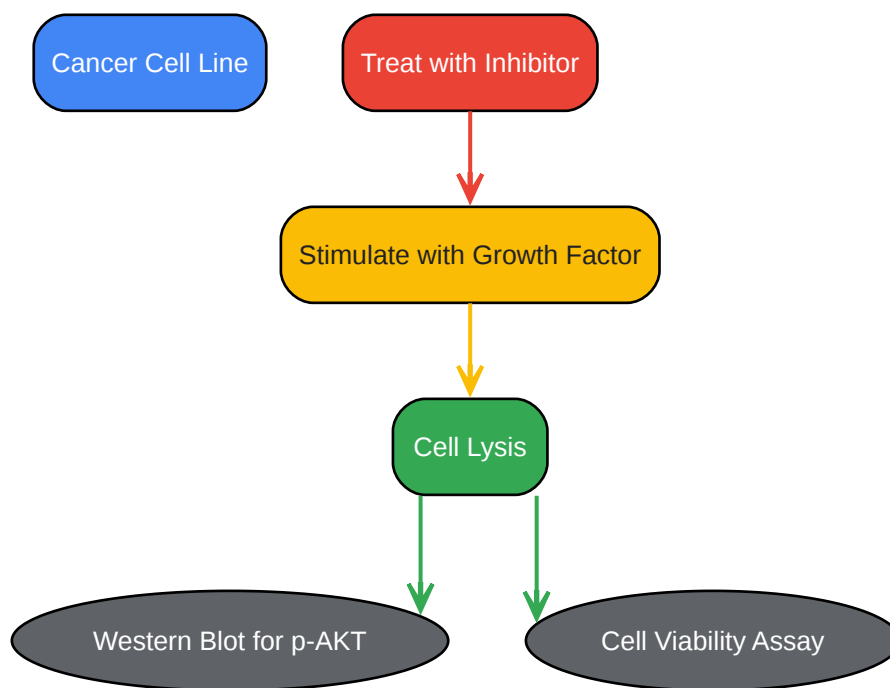 Cancer Cell Line
Treat with Inhibitor
Stimulate with Growth Factor
Cell Lysis
Western Blot for p-AKT
Cell Viability Assay